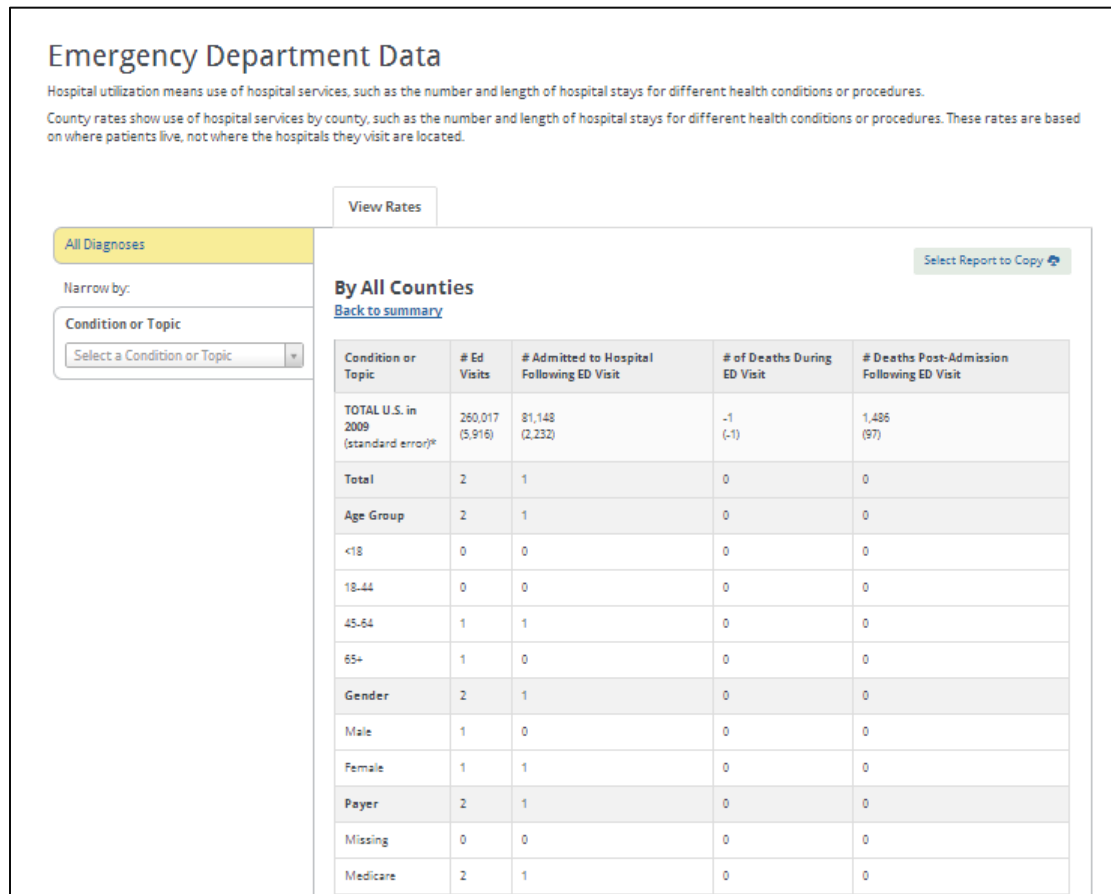 Emergency Department Data
Hospital utilization means use of hospital services, such as the number and length of hospital stays for different health conditions or procedures.
County rates show use of hospital services by county, such as the number and length of hospital stays for different health conditions or procedures. These rates are based
on where patients live, not where the hospitals they visit are located.
View Rates
All Diagnoses
Narrow by:
Condition or Topic
Select a Condition or Topic
Select Report to Copy
By All Counties
Back to summary
Condition or Topic # Ed Visits # Admitted to Hospital Following ED Visit # of Deaths During ED Visit # Deaths Post-Admission Following ED Visit
TOTAL U.S. in 2009 (standard error)* 260,017 (5,916) 81,148 (2,232) -1 (-1) 1,486 (97)
Total 2 1 0 0
Age Group 2 1 0 0
<18 0 0 0 0
18-44 0 0 0 0
45-64 1 1 0 0
65+ 1 0 0 0
Gender 2 1 0 0
Male 1 0 0 0
Female 1 1 0 0
Payer 2 1 0 0
Missing 0 0 0 0
Medicare 2 1 0 0